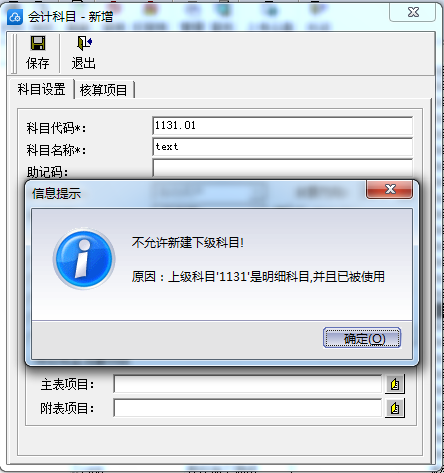 会计科目 - 新增
保存 退出
科目设置 核算项目
科目代码*: 1131.01
科目名称*: text
助记码:
信息提示
不允许新建下级科目!
原因：上级科目'1131'是明细科目,并且已被使用
确定(O)
主表项目:
附表项目: